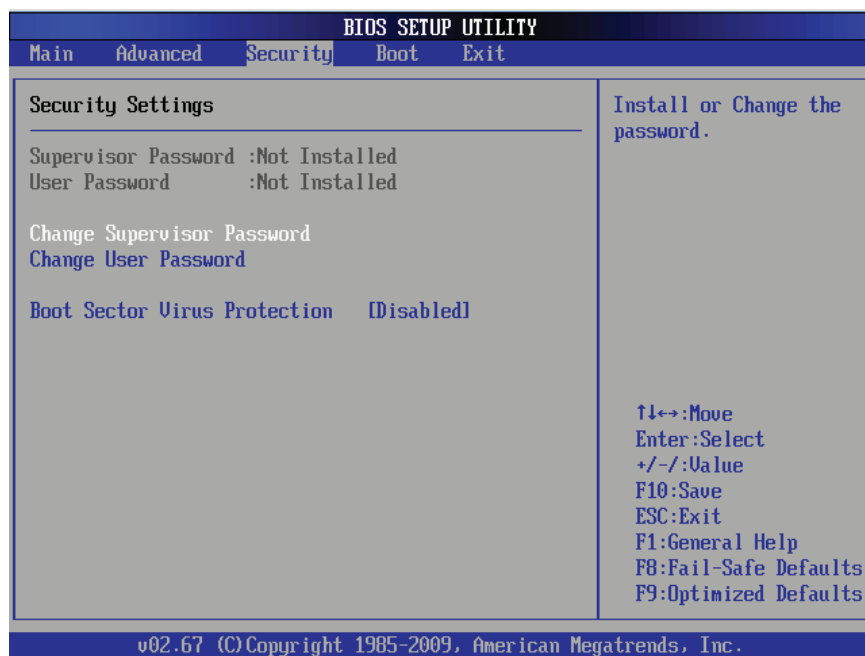 BIOS SETUP UTILITY
Main Advanced Security Boot Exit
Security Settings
Supervisor Password :Not Installed
User Password :Not Installed
Change Supervisor Password
Change User Password
Boot Sector Virus Protection [Disabled]
Install or Change the
password.
↑↓←→:Move
Enter:Select
+/-/:Value
F10:Save
ESC:Exit
F1:General Help
F8:Fail-Safe Defaults
F9:Optimized Defaults
v02.67 (C)Copyright 1985-2009, American Megatrends, Inc.